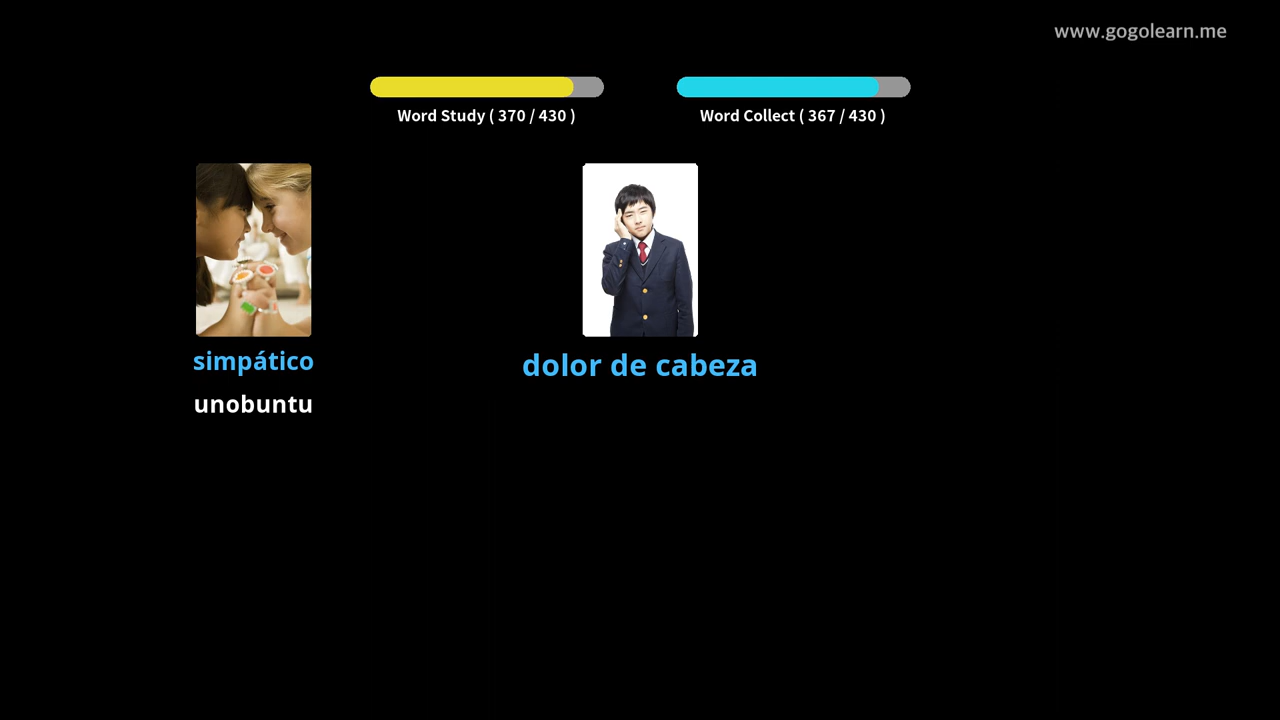 www.gogolearn.me
Word Study ( 370 / 430 )
Word Collect ( 367 / 430 )
simpático
unobuntu
dolor de cabeza